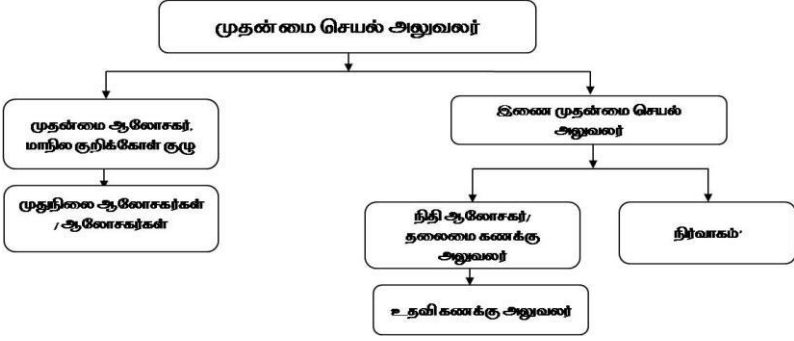 முதன்மை செயல் அலுவலர்
முதன்மை ஆலோசகர்,
மாநில குறிக்கோள் குழு
இணை முதன்மை செயல்
அலுவலர்
முதுநிலை ஆலோசகர்கள்
/ ஆலோசகர்கள்
நிதி ஆலோசகர்/
தலைமை கணக்கு
அலுவலர்
நிர்வாகம்*
உதவி கணக்கு அலுவலர்